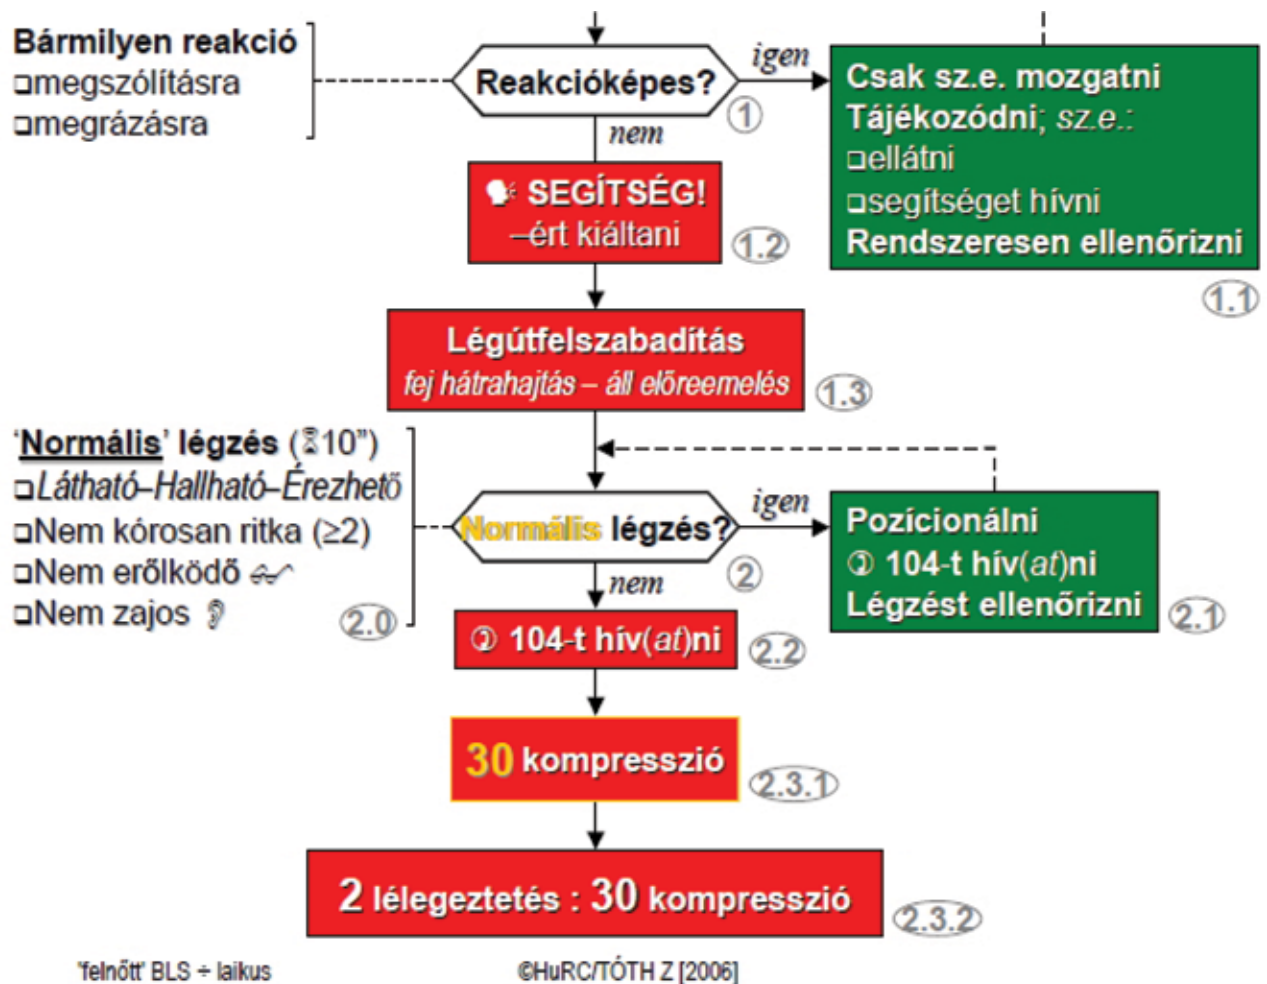 Bármilyen reakció
❑megszólításra
❑megrázásra
Reakcióképes?
1
igen
nem
Csak sz.e. mozgatni
Tájékozódni; sz.e.:
❑ellátni
❑segítséget hívni
Rendszeresen ellenőrizni
1.1
SEGÍTSÉG!
–ért kiáltani
1.2
Légútfelszabadítás
fej hátrahajtás – áll előreemelés
1.3
'Normális' légzés (⌛10”)
❑Látható–Hallható–Érezhető
❑Nem kórosan ritka (≥2)
❑Nem erőlködő
❑Nem zajos
2.0
Normális légzés?
2
igen
nem
Pozícionálni
104-t hív(at)ni
Légzést ellenőrizni
2.1
104-t hív(at)ni
2.2
30 kompresszió
2.3.1
2 lélegeztetés : 30 kompresszió
2.3.2
'felnőtt' BLS ÷ laikus
©HuRC/TÓTH Z [2006]